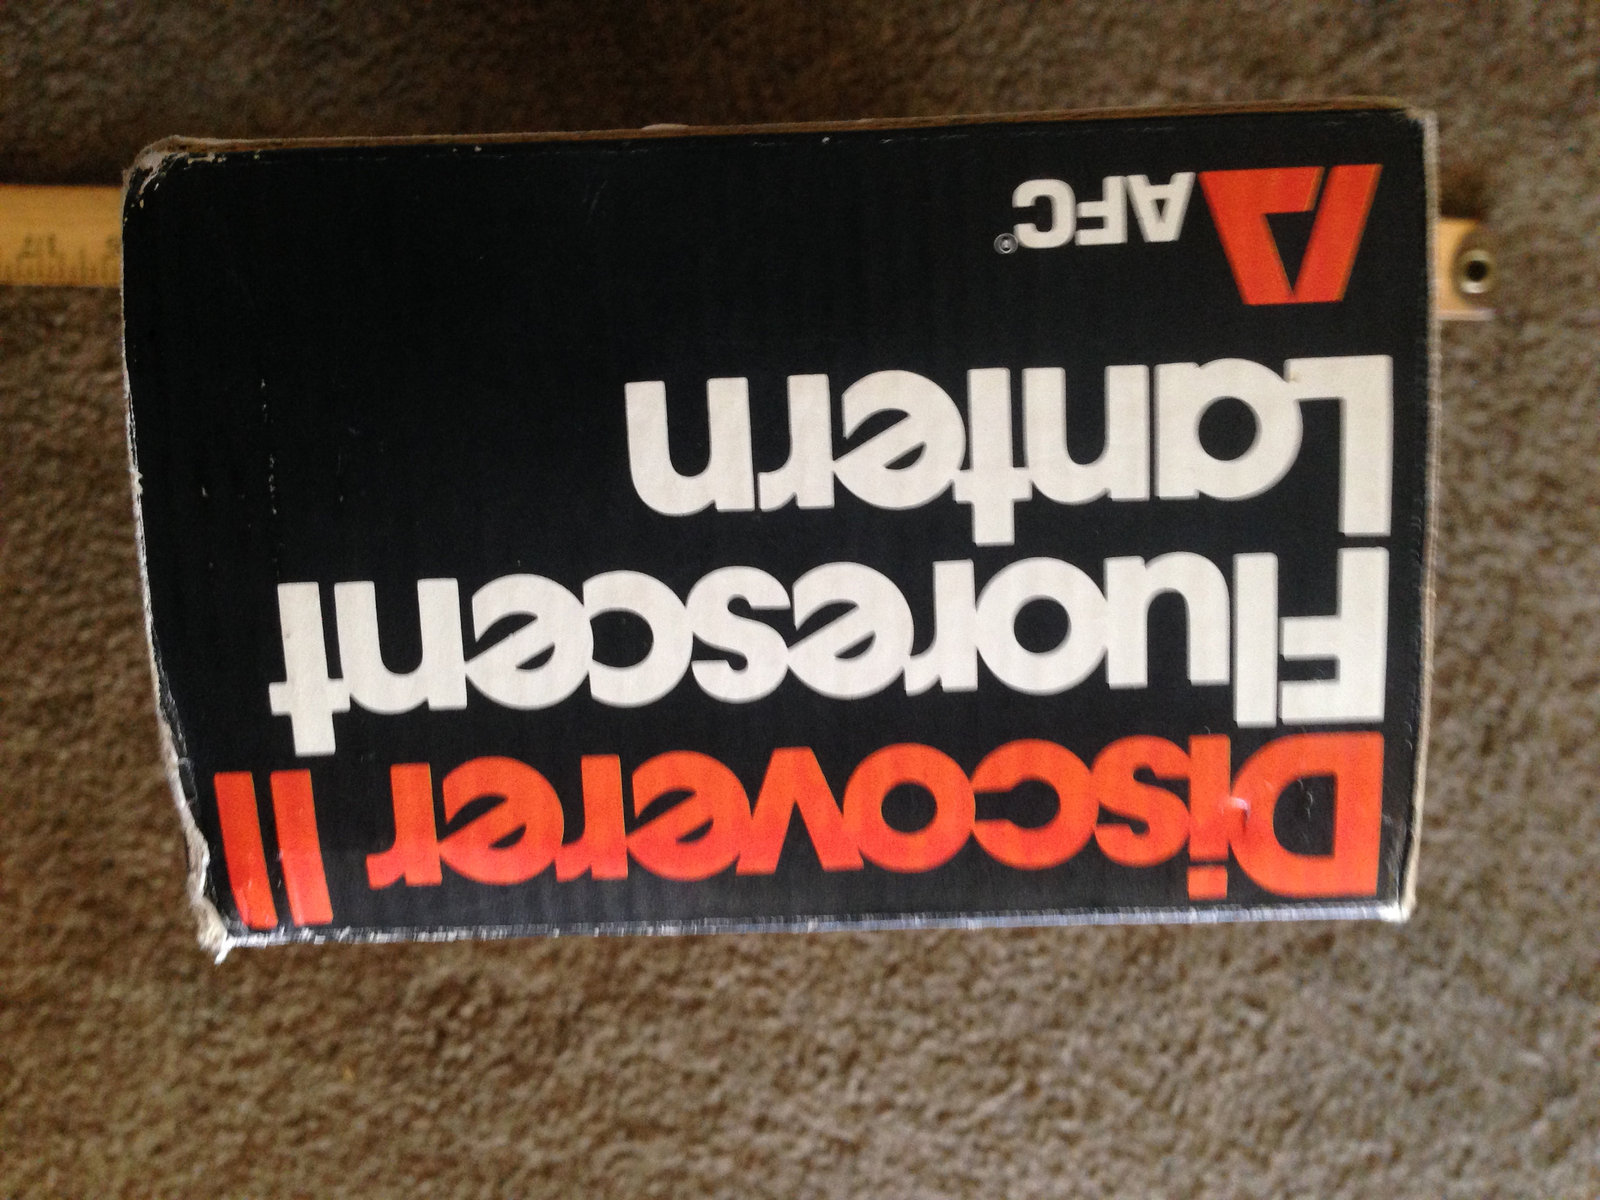 Discoverer II
Fluorescent
Lantern
AFC®